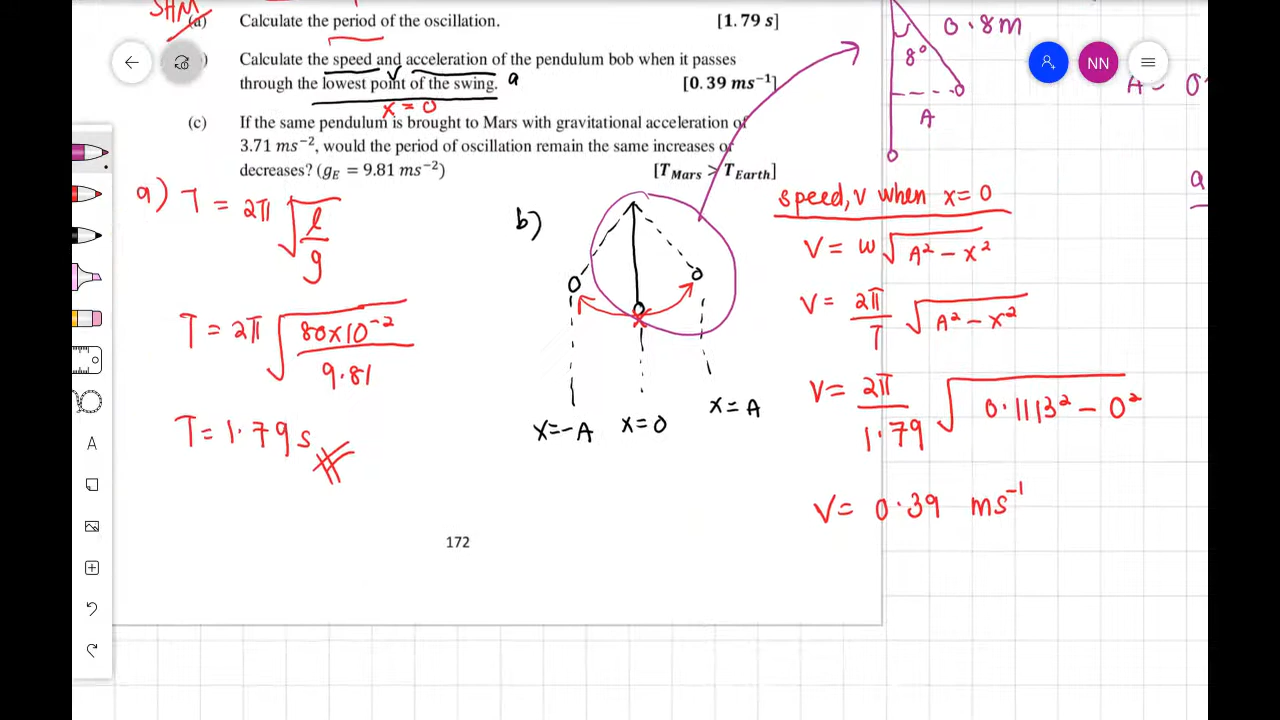 SHM
(a) Calculate the period of the oscillation. [1.79 s]
(b) Calculate the speed and acceleration of the pendulum bob when it passes
v
through the lowest point of the swing. a [0.39 ms⁻¹]
x = 0
(c) If the same pendulum is brought to Mars with gravitational acceleration of
3.71 ms⁻², would the period of oscillation remain the same increases or
decreases? (g_E = 9.81 ms⁻²) [T_Mars > T_Earth]
a) T = 2π √(l/g)
T = 2π √(80x10⁻²/9.81)
T = 1.79 s
b)
x=-A
x=0
x=A
0.8m
8°
A
A = 0
a
speed, v when x=0
V = ω √(A² - x²)
V = 2π/T √(A² - x²)
V = 2π/1.79 √(0.1113² - 0²)
V = 0.39 ms⁻¹
172
NN
A